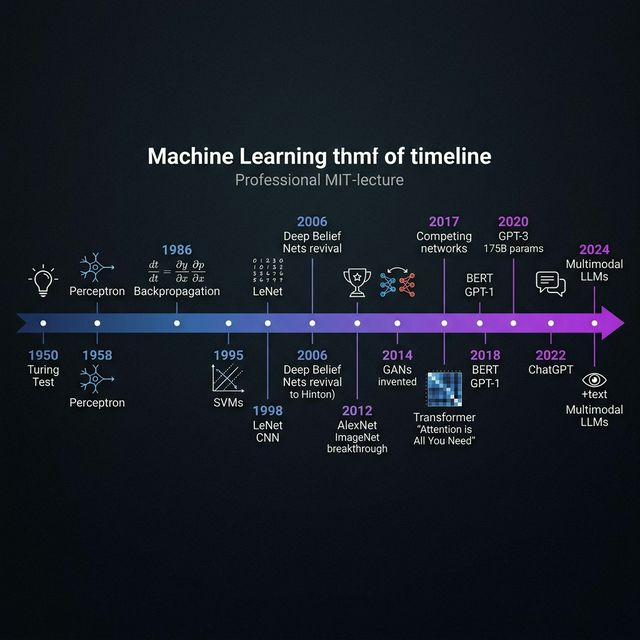 Machine Learning thmf of timeline
Professional MIT-lecture
2006
Deep Belief
Nets revival
2017
Competing
networks
2020
GPT-3
175B params
2024
Multimodal
LLMs
1986
Backpropagation
Perceptron
LeNet
BERT
GPT-1
1950
Turing
Test
1958
Perceptron
1995
SVMs
1998
LeNet
CNN
2006
Deep Belief
Nets revival
to Hinton)
2012
AlexNet
ImageNet
breakthrough
2014
GANs
invented
Transformer
“Attention is
All You Need”
2018
BERT
GPT-1
2022
ChatGPT
+text
Multimodal
LLMs